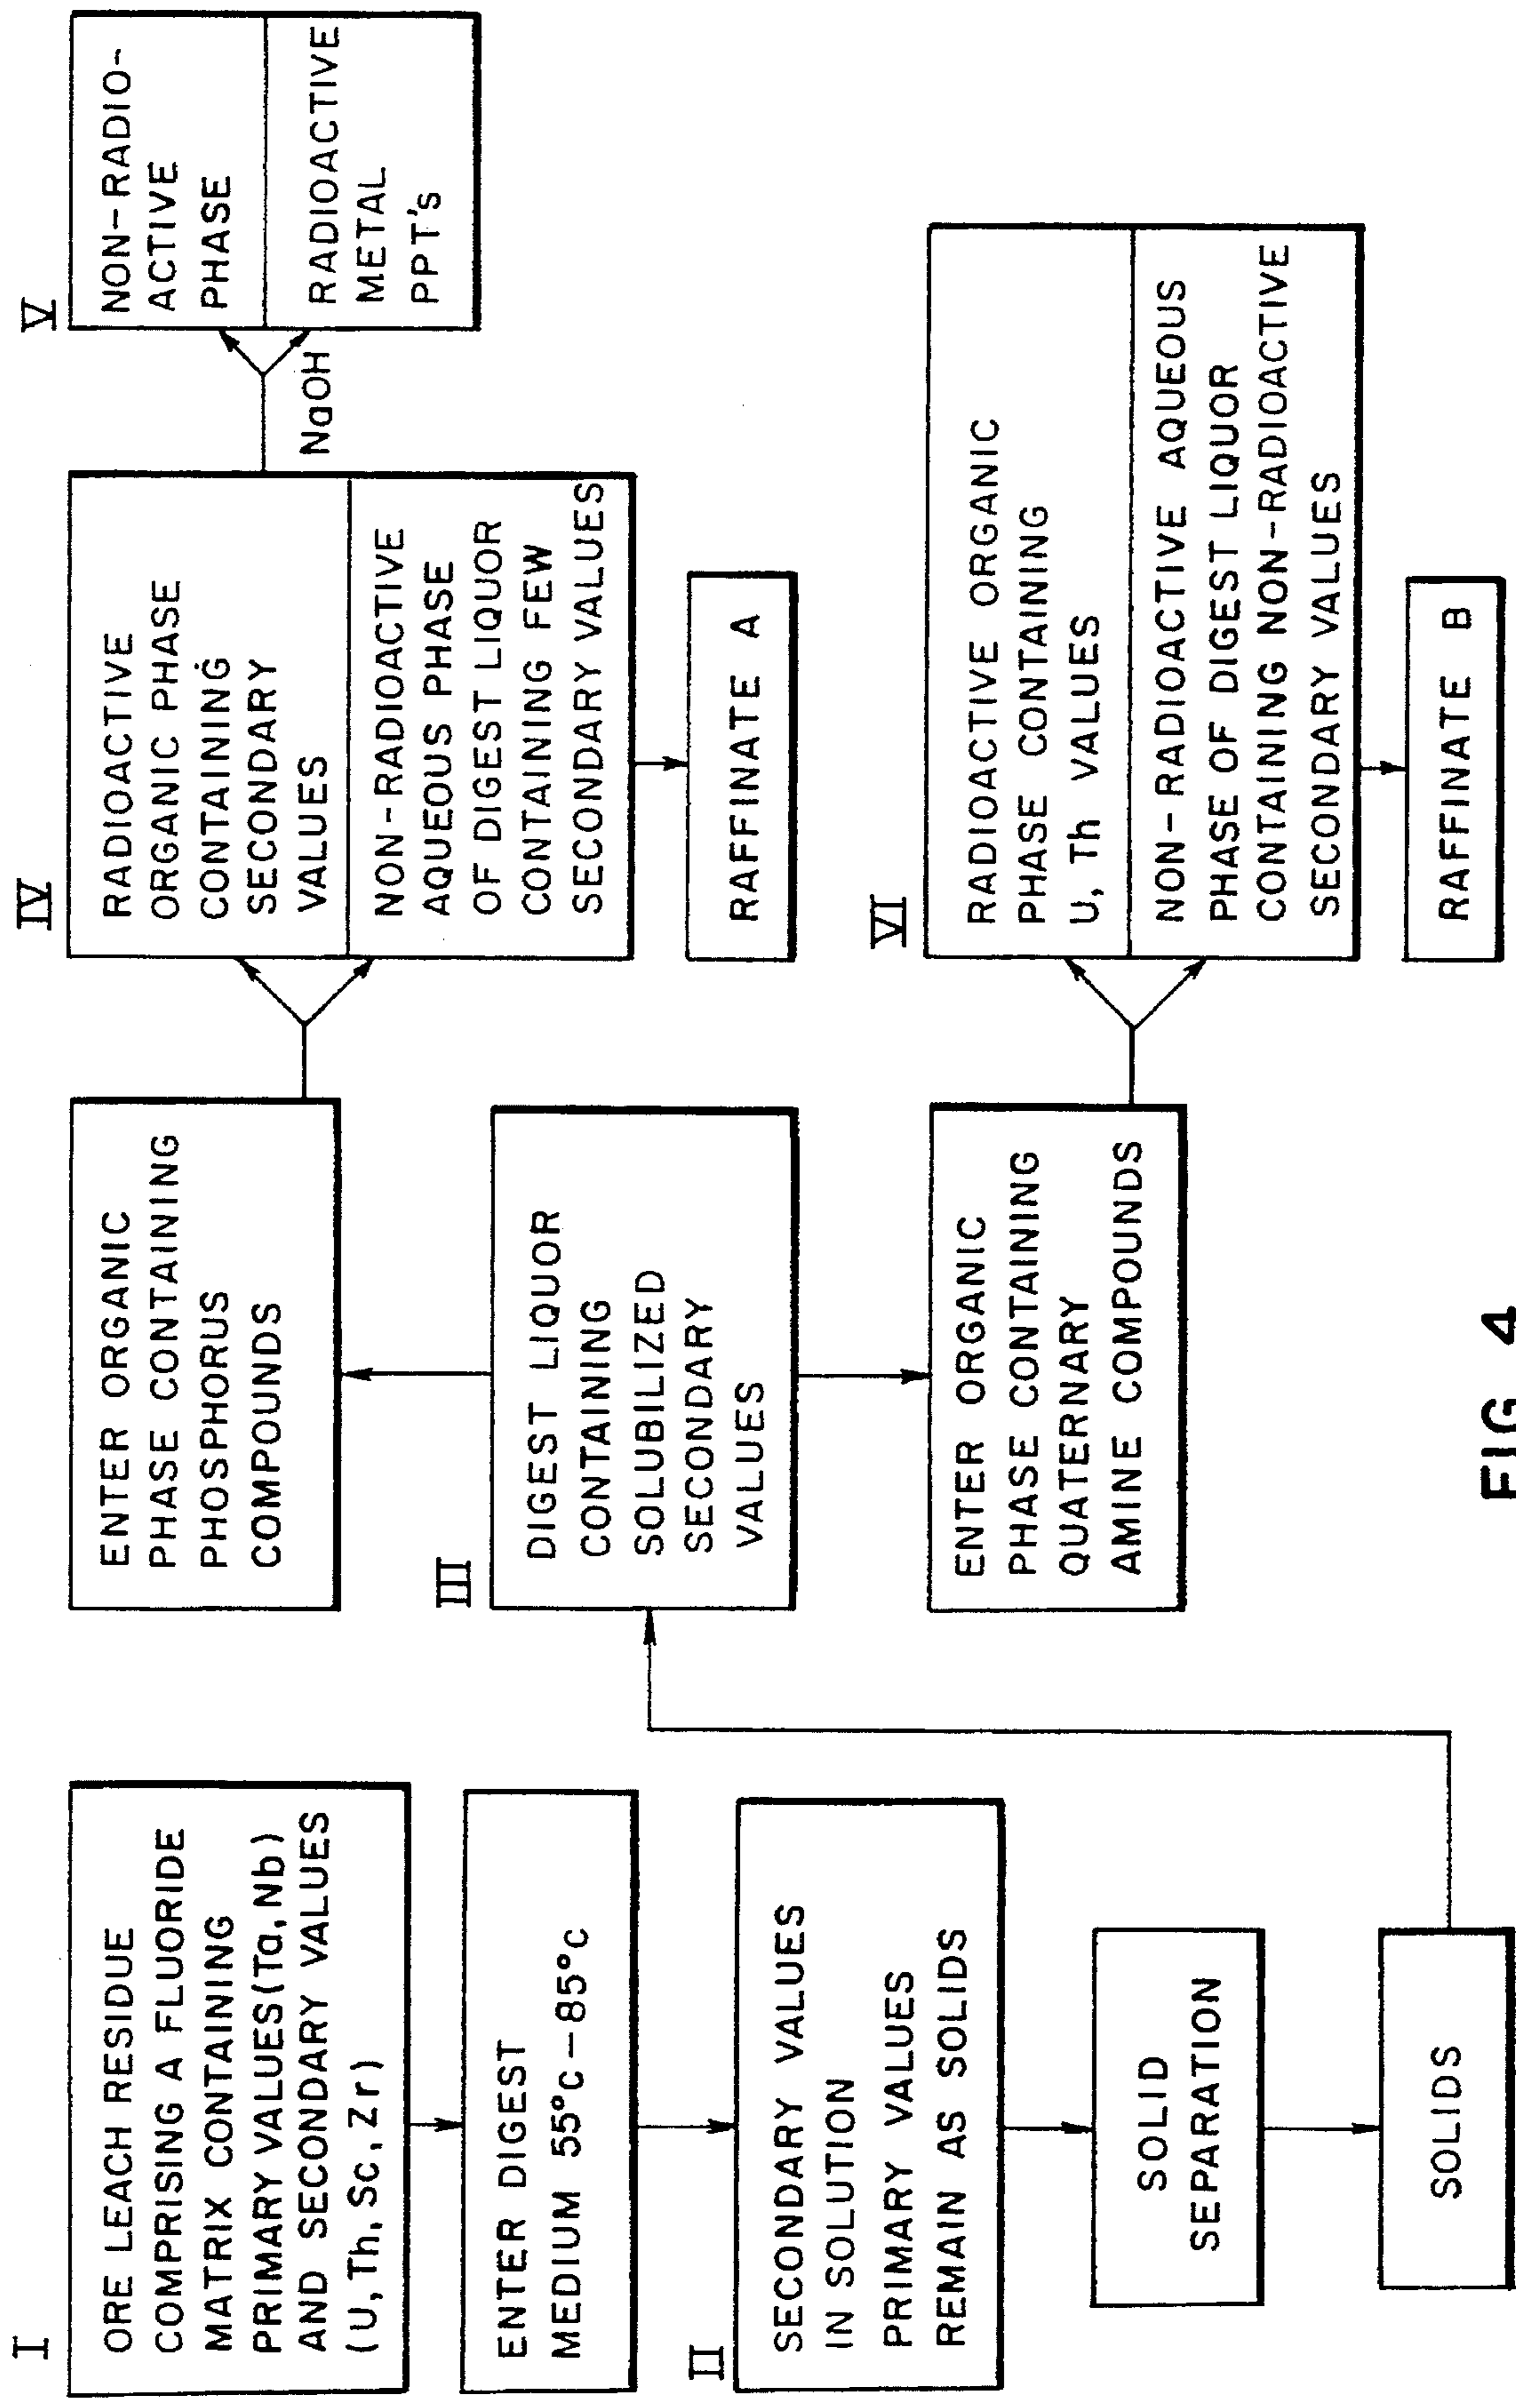 I
ORE LEACH RESIDUE
COMPRISING A FLUORIDE
MATRIX CONTAINING
PRIMARY VALUES(Ta,Nb)
AND SECONDARY VALUES
(U,Th,Sc,Zr)
ENTER DIGEST
MEDIUM 55°C-85°C
II
SECONDARY VALUES
IN SOLUTION
PRIMARY VALUES
REMAIN AS SOLIDS
SOLID
SEPARATION
SOLIDS
ENTER ORGANIC
PHASE CONTAINING
PHOSPHORUS
COMPOUNDS
III
DIGEST LIQUOR
CONTAINING
SOLUBILIZED
SECONDARY
VALUES
ENTER ORGANIC
PHASE CONTAINING
QUATERNARY
AMINE COMPOUNDS
IV
RADIOACTIVE
ORGANIC PHASE
CONTAINING
SECONDARY
VALUES
NON-RADIOACTIVE
AQUEOUS PHASE
OF DIGEST LIQUOR
CONTAINING FEW
SECONDARY VALUES
RAFFINATE A
NaOH
V
NON-RADIO-
ACTIVE
PHASE
RADIOACTIVE
METAL
PPT's
VI
RADIOACTIVE ORGANIC
PHASE CONTAINING
U, Th VALUES
NON-RADIOACTIVE AQUEOUS
PHASE OF DIGEST LIQUOR
CONTAINING NON-RADIOACTIVE
SECONDARY VALUES
RAFFINATE B
FIG. 4